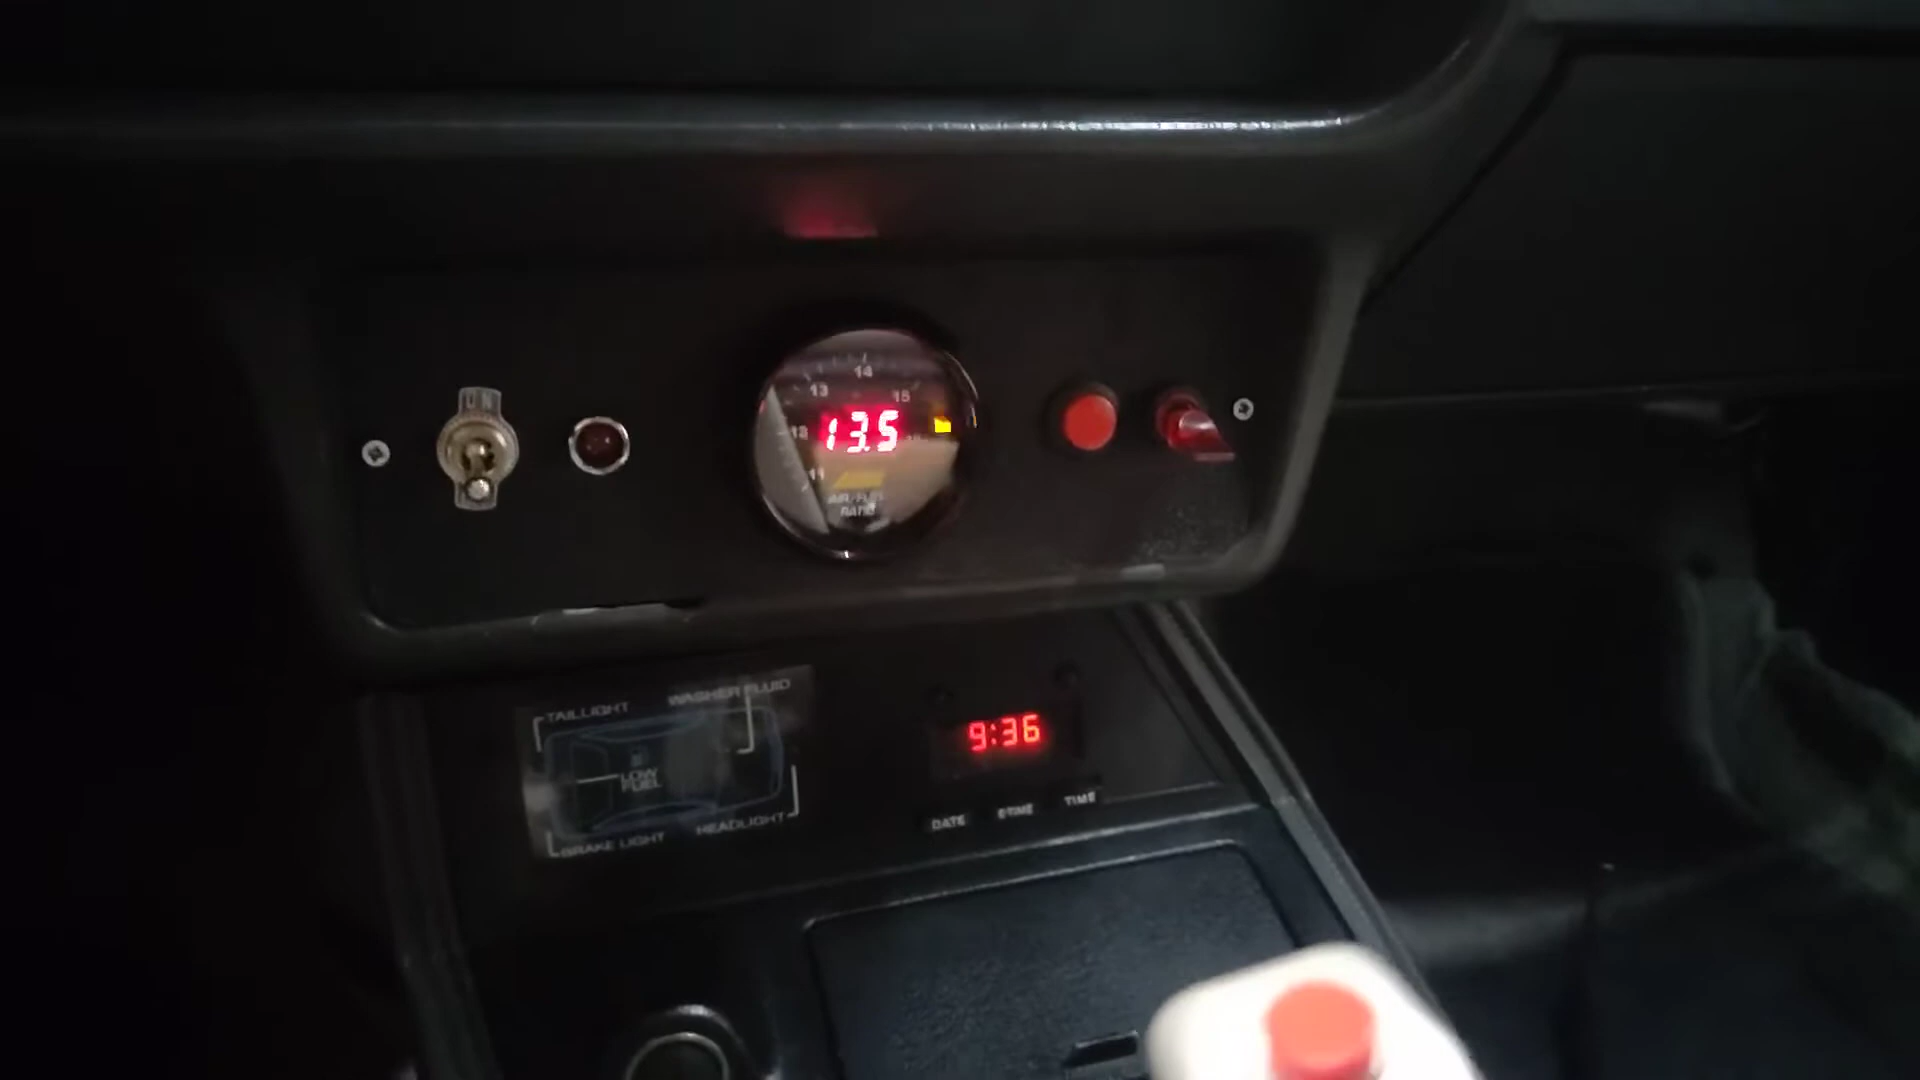 ON
14
13
15
13.5
12
11
AIR/FUEL
RATIO
TAILLIGHT
WASHER FLUID
LOW
FUEL
BRAKE LIGHT
HEADLIGHT
9:36
DATE
E·TIME
TIME